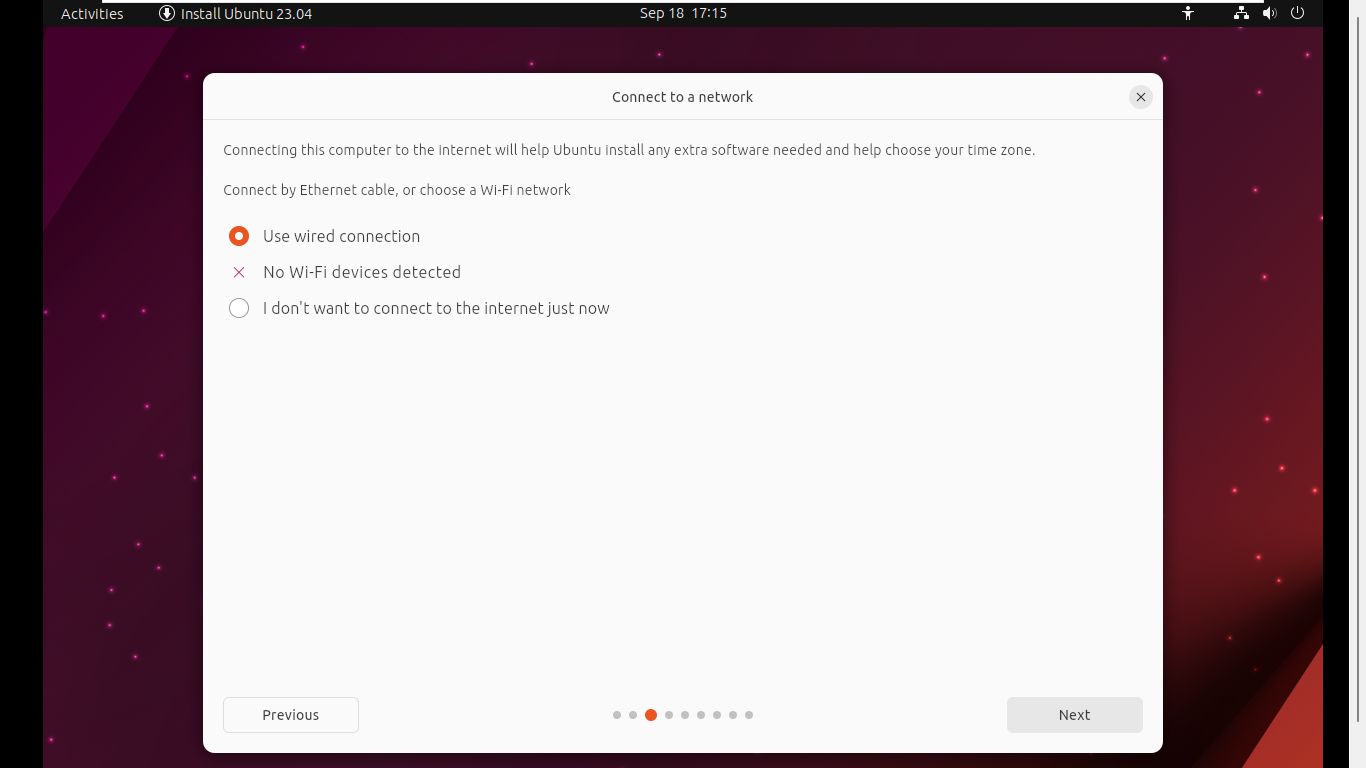 Activities Install Ubuntu 23.04 Sep 18 17:15
Connect to a network
Connecting this computer to the internet will help Ubuntu install any extra software needed and help choose your time zone.
Connect by Ethernet cable, or choose a Wi-Fi network
Use wired connection
No Wi-Fi devices detected
I don't want to connect to the internet just now
Previous Next